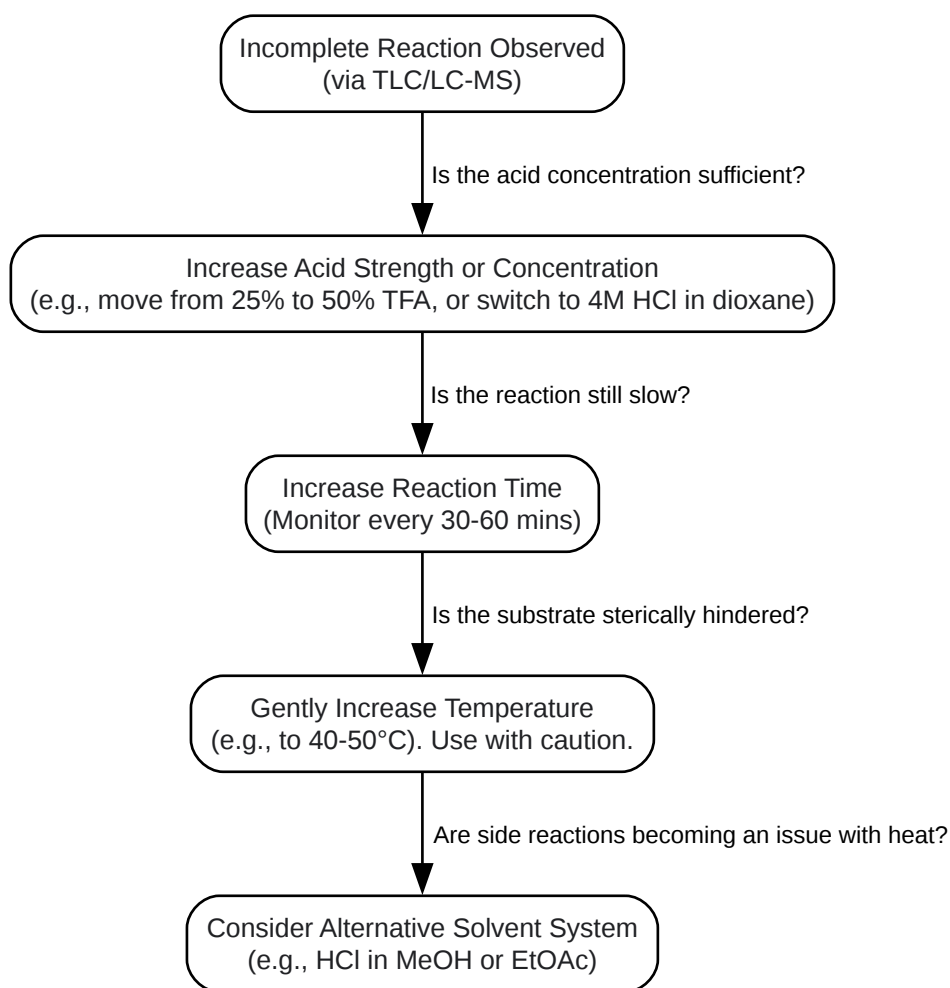 Incomplete Reaction Observed
(via TLC/LC-MS)
Is the acid concentration sufficient?
Increase Acid Strength or Concentration
(e.g., move from 25% to 50% TFA, or switch to 4M HCl in dioxane)
Is the reaction still slow?
Increase Reaction Time
(Monitor every 30-60 mins)
Is the substrate sterically hindered?
Gently Increase Temperature
(e.g., to 40-50°C). Use with caution.
Are side reactions becoming an issue with heat?
Consider Alternative Solvent System
(e.g., HCl in MeOH or EtOAc)